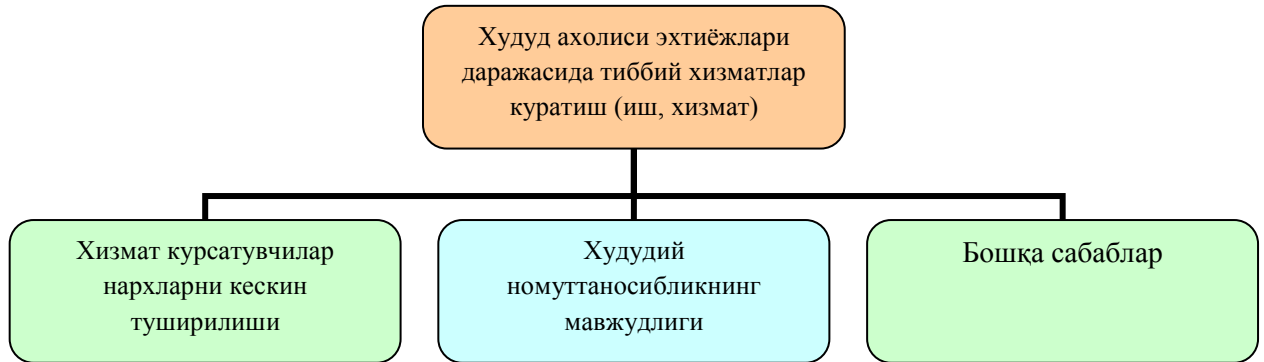 Худуд ахолиси эхтиёжлари
даражасида тиббий хизматлар
куратиш (иш, хизмат)
Хизмат курсатувчилар
нархларни кескин
туширилиши
Худудий
номуттаносибликнинг
мавжудлиги
Бошқа сабаблар